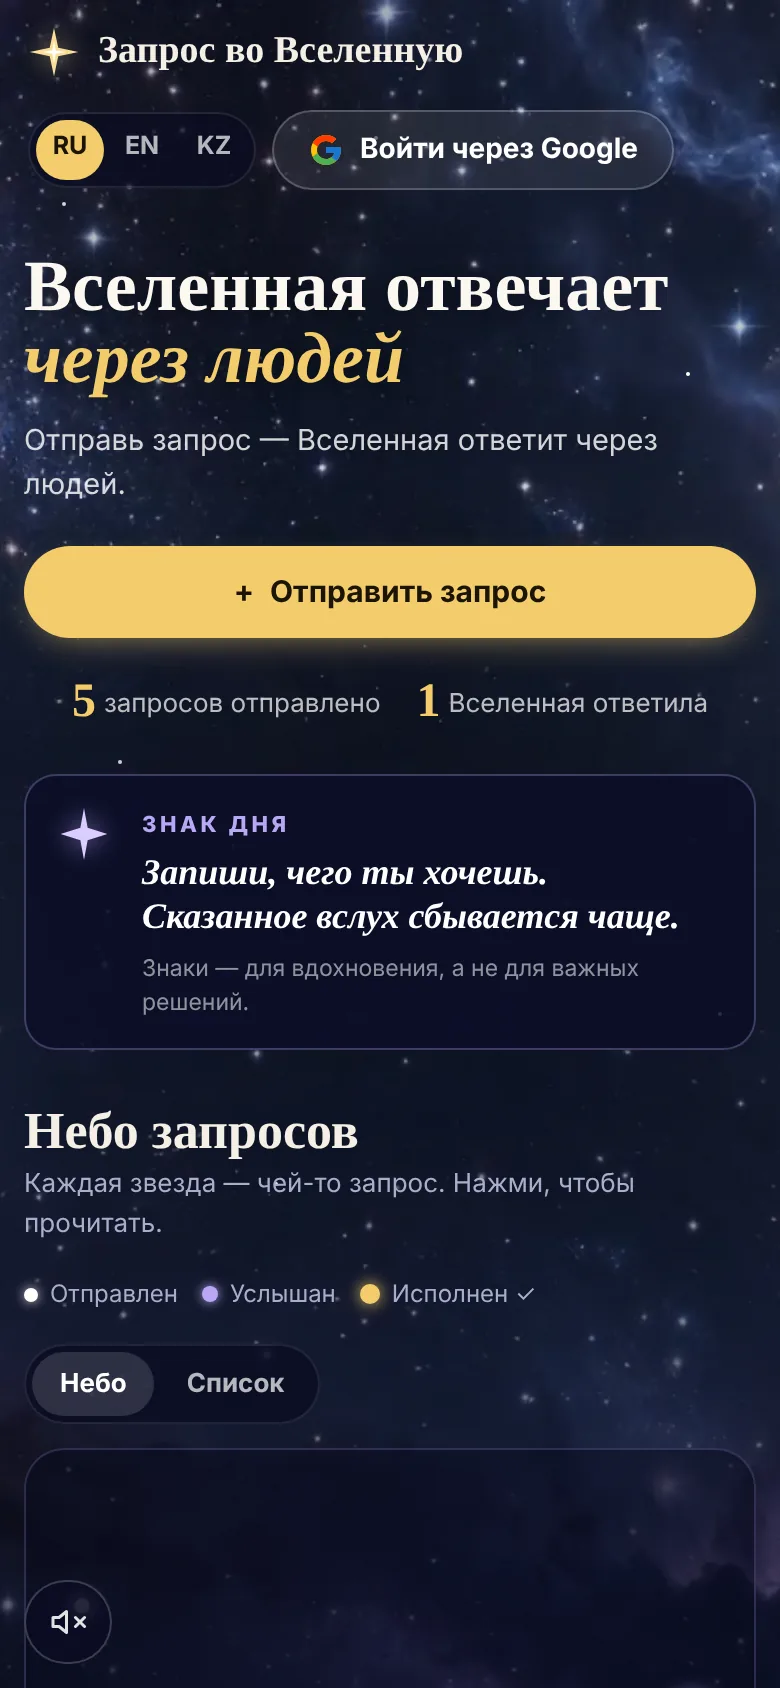 Запрос во Вселенную
RU EN KZ Войти через Google
Вселенная отвечает
через людей
Отправь запрос — Вселенная ответит через
людей.
+ Отправить запрос
5 запросов отправлено 1 Вселенная ответила
ЗНАК ДНЯ
Запиши, чего ты хочешь.
Сказанное вслух сбывается чаще.
Знаки — для вдохновения, а не для важных
решений.
Небо запросов
Каждая звезда — чей-то запрос. Нажми, чтобы
прочитать.
Отправлен Услышан Исполнен ✓
Небо Список